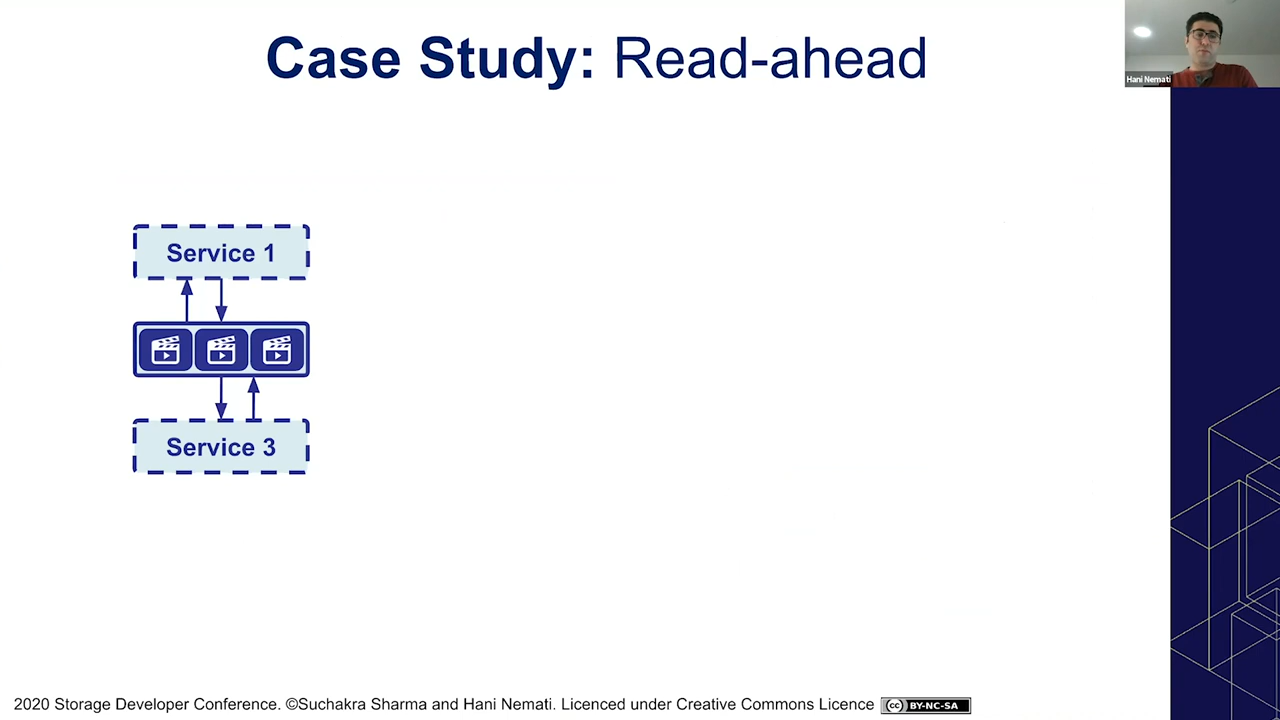 Case Study: Read-ahead
Hani Nemati
Service 1
Service 3
2020 Storage Developer Conference. ©Suchakra Sharma and Hani Nemati. Licenced under Creative Commons Licence
cc BY-NC-SA